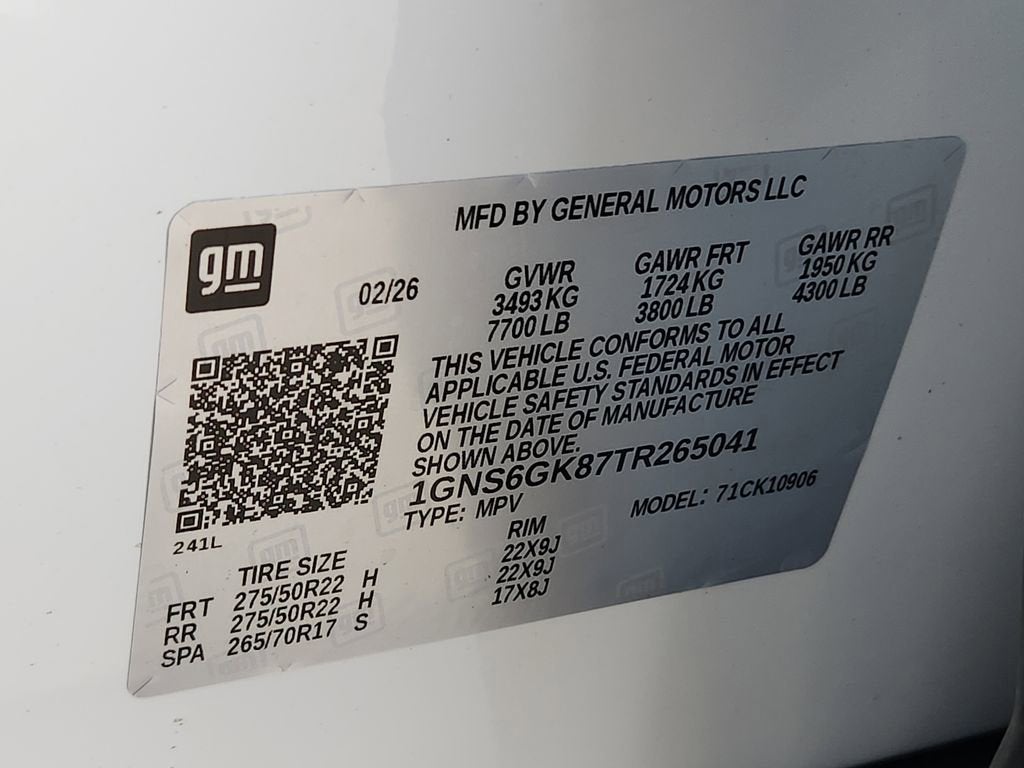 MFD BY GENERAL MOTORS LLC
gm
02/26
GVWR GAWR FRT GAWR RR
3493 KG 1724 KG 1950 KG
7700 LB 3800 LB 4300 LB
THIS VEHICLE CONFORMS TO ALL
APPLICABLE U.S. FEDERAL MOTOR
VEHICLE SAFETY STANDARDS IN EFFECT
ON THE DATE OF MANUFACTURE
SHOWN ABOVE.
1GNS6GK87TR265041
TYPE: MPV MODEL: 71CK10906
241L
TIRE SIZE RIM
FRT 275/50R22 H 22X9J
RR 275/50R22 H 22X9J
SPA 265/70R17 S 17X8J